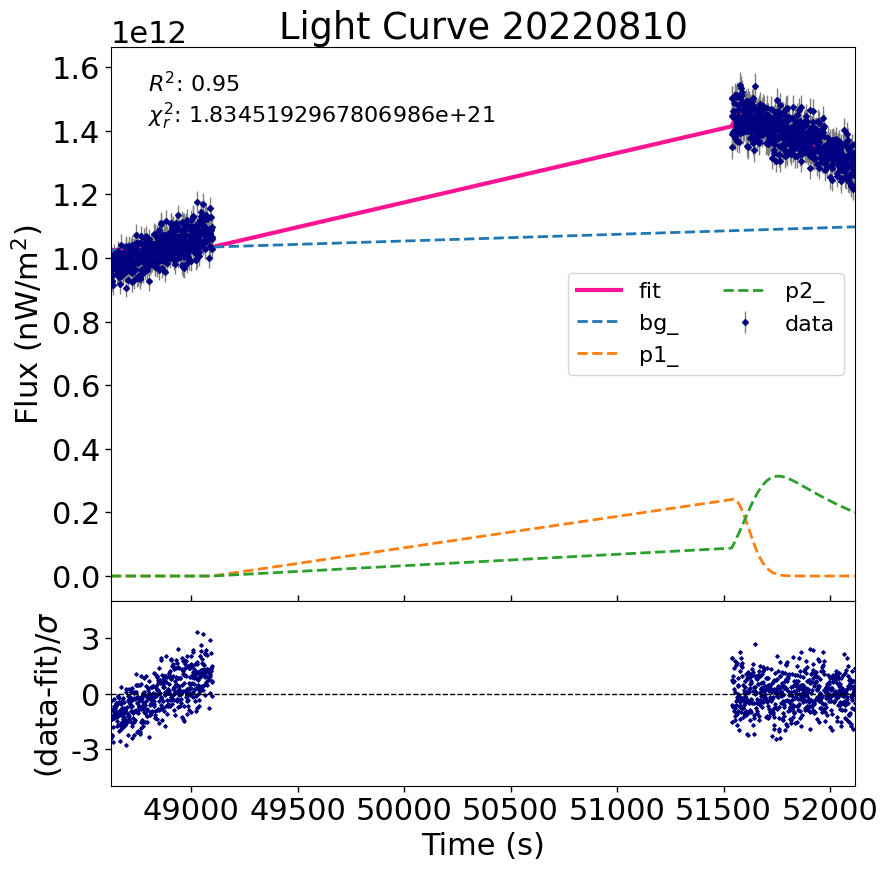 Light Curve 20220810
1e12
R²: 0.95
χ²ᵣ: 1.8345192967806986e+21
1.6
1.4
1.2
1.0
0.8
0.6
0.4
0.2
0.0
Flux (nW/m²)
fit
bg_
p1_
p2_
data
3
0
-3
(data-fit)/σ
49000 49500 50000 50500 51000 51500 52000
Time (s)